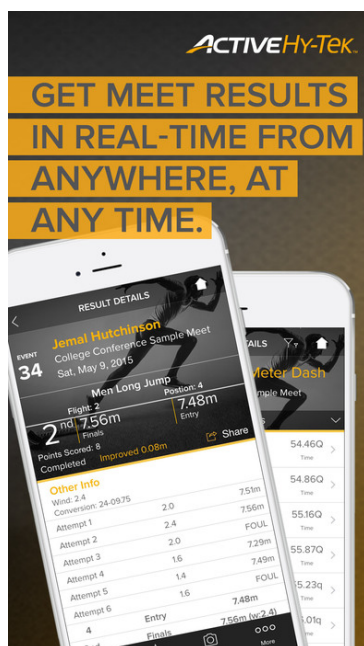 ACTIVE HY-TEK
GET MEET RESULTS
IN REAL-TIME FROM
ANYWHERE, AT
ANY TIME.
RESULT DETAILS
EVENT
34
Jemal Hutchinson
College Conference Sample Meet
Sat, May 9, 2015
Men Long Jump
Flight: 2
Postion: 4
2nd
7.56m
Finals
7.48m
Entry
Points Scored: 8
Completed
Improved 0.08m
Share
Other Info
Wind: 2.4
Conversion: 24-09.75
Attempt 1 2.0 7.51m
Attempt 2 2.4 7.56m
Attempt 3 2.0 FOUL
Attempt 4 1.6 7.29m
Attempt 5 1.4 7.49m
Attempt 6 1.6 FOUL
4 Entry 7.48m
Finals 7.56m (w:2.4)
More
AILS
Meter Dash
mple Meet
S
54.46Q
Time
54.86Q
Time
55.16Q
Time
55.87Q
Time
55.23q
Time
.01q
Time